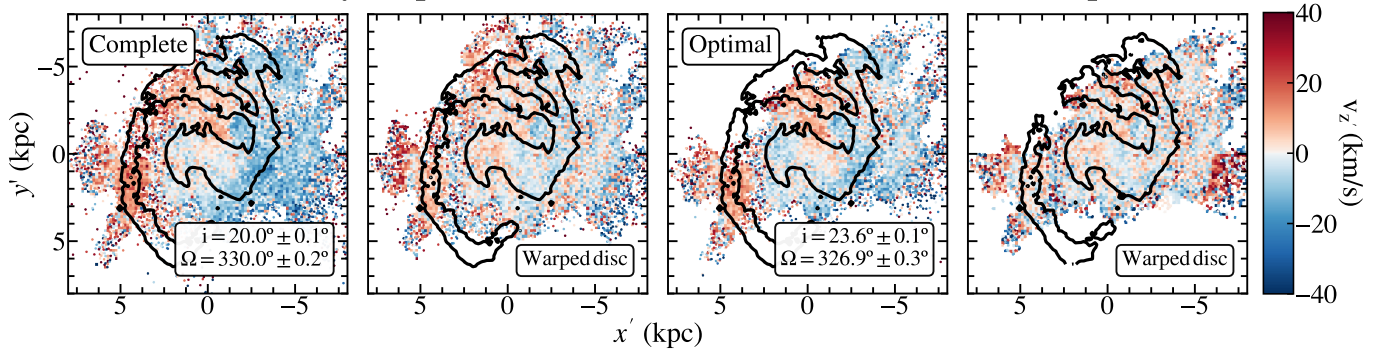 Complete
Optimal
i = 20.0° ± 0.1°
Ω = 330.0° ± 0.2°
Warped disc
i = 23.6° ± 0.1°
Ω = 326.9° ± 0.3°
Warped disc
−5
0
5
y' (kpc)
5 0 −5
5 0 −5
5 0 −5
5 0 −5
x' (kpc)
40
20
0
−20
−40
v_z' (km/s)